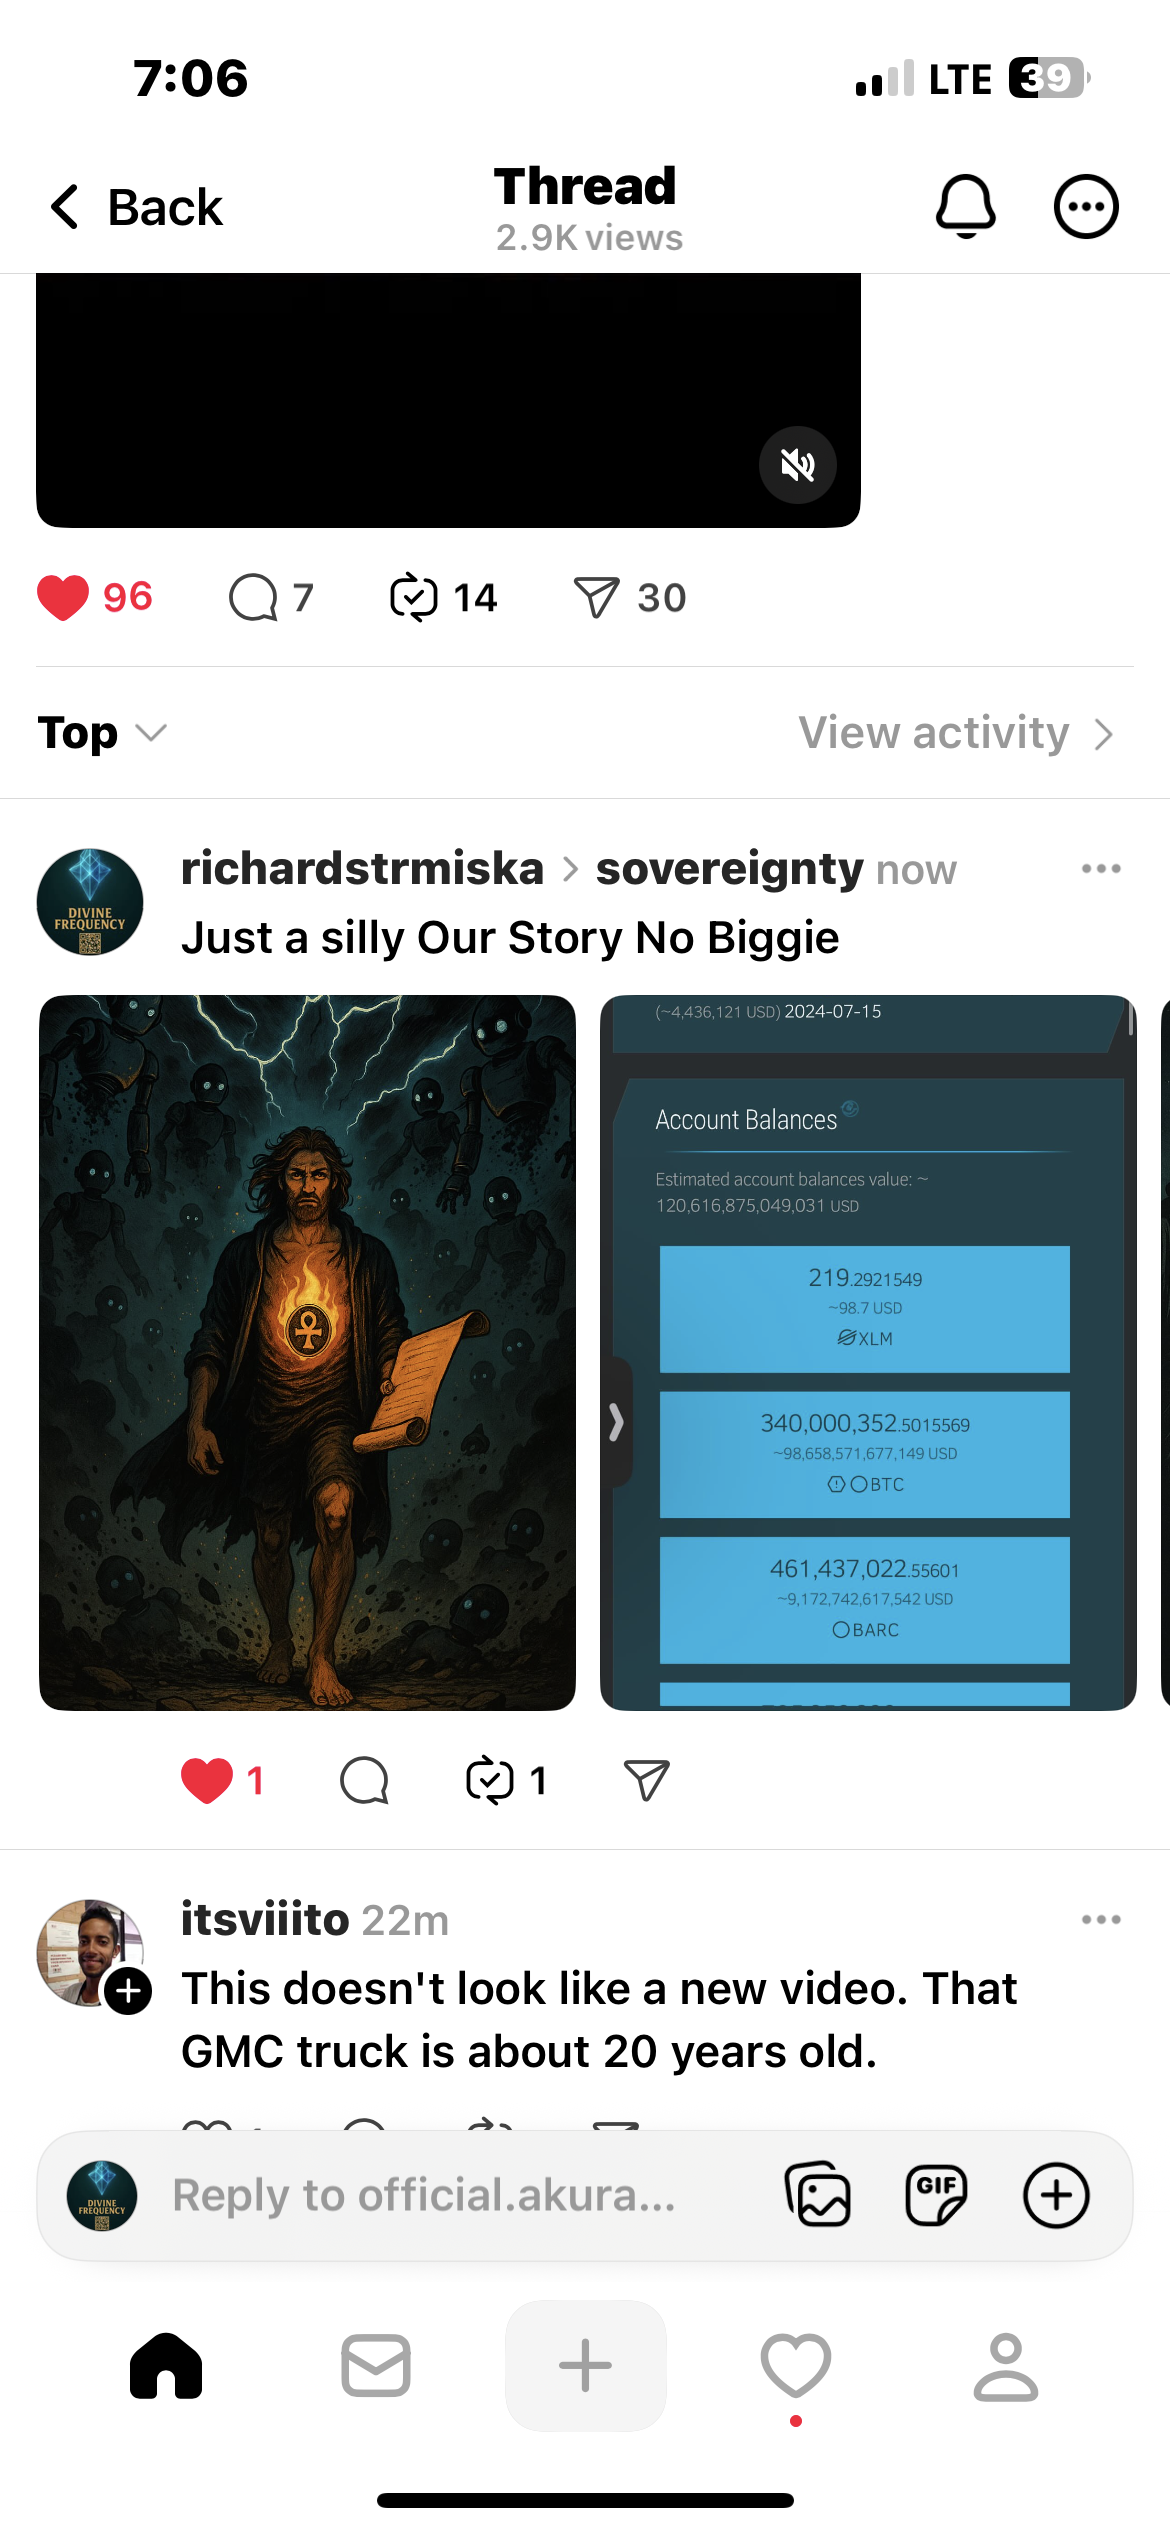 7:06
LTE 39
Back
Thread
2.9K views
96 7 14 30
Top
View activity
richardstrmiska > sovereignty now
DIVINE
FREQUENCY
Just a silly Our Story No Biggie
(~4,436,121 USD) 2024-07-15
Account Balances
Estimated account balances value: ~
120,616,875,049,031 USD
219.2921549
~98.7 USD
XLM
340,000,352.5015569
~98,658,571,677,149 USD
BTC
461,437,022.55601
~9,172,742,617,542 USD
BARC
1 1
itsviiito 22m
This doesn't look like a new video. That
GMC truck is about 20 years old.
DIVINE
FREQUENCY
Reply to official.akura...
GIF